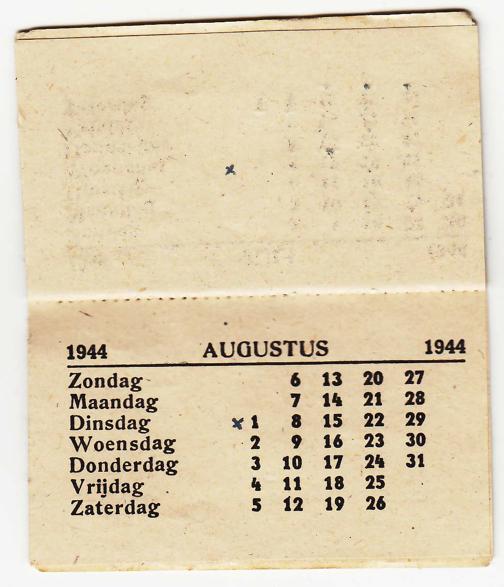 1944 AUGUSTUS 1944
Zondag 6 13 20 27
Maandag 7 14 21 28
Dinsdag x 1 8 15 22 29
Woensdag 2 9 16 23 30
Donderdag 3 10 17 24 31
Vrijdag 4 11 18 25
Zaterdag 5 12 19 26